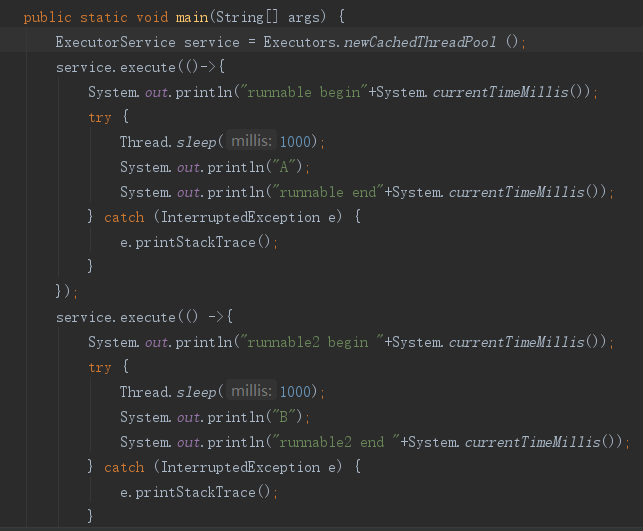 public static void main(String[] args) {
    ExecutorService service = Executors.newCachedThreadPool ();
    service.execute(()->{
        System.out.println("runnable begin"+System.currentTimeMillis());
        try {
            Thread.sleep( millis: 1000);
            System.out.println("A");
            System.out.println("runnable end"+System.currentTimeMillis());
        } catch (InterruptedException e) {
            e.printStackTrace();
        }
    });
    service.execute(() ->{
        System.out.println("runnable2 begin "+System.currentTimeMillis());
        try {
            Thread.sleep( millis: 1000);
            System.out.println("B");
            System.out.println("runnable2 end "+System.currentTimeMillis());
        } catch (InterruptedException e) {
            e.printStackTrace();
        }